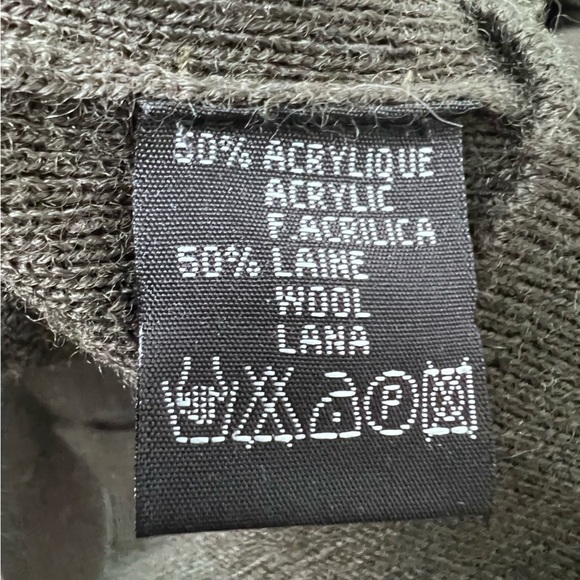 50% ACRYLIQUE
ACRYLIC
F.ACRILICA
50% LAINE
WOOL
LANA
P